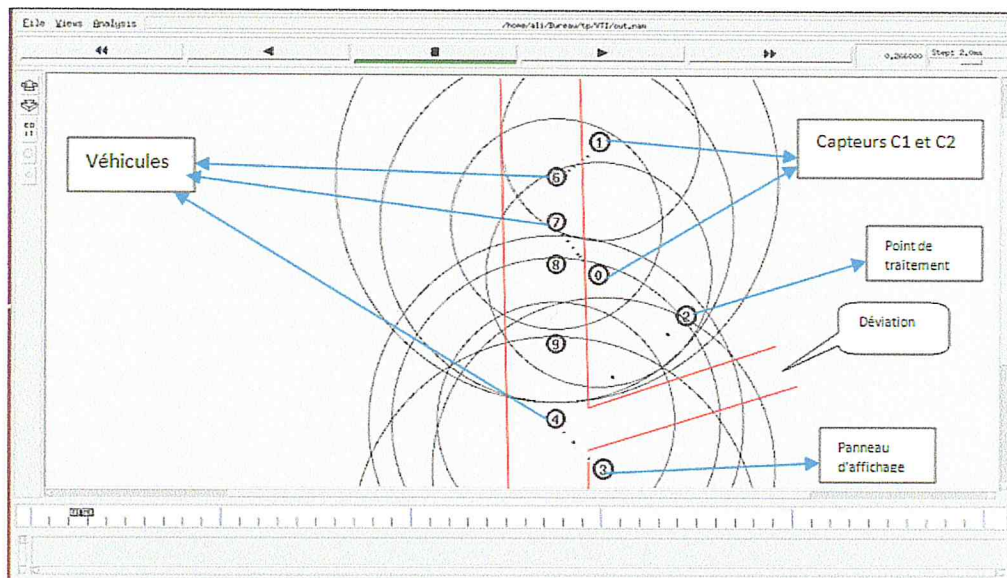 File Views Analysis
/home/ali/Bureau/tp/VTI/out.nam
0.266000
Step: 2.0ms
1
Capteurs C1 et C2
Véhicules
6
7
8
0
Point de
traitement
2
Déviation
9
4
Panneau
d'affichage
3